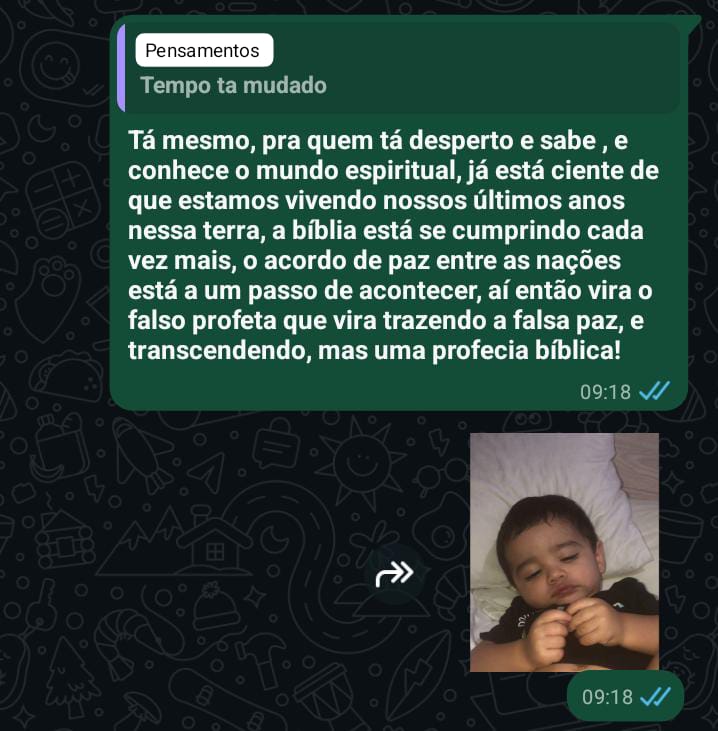 Pensamentos
Tempo ta mudado
Tá mesmo, pra quem tá desperto e sabe , e
conhece o mundo espiritual, já está ciente de
que estamos vivendo nossos últimos anos
nessa terra, a bíblia está se cumprindo cada
vez mais, o acordo de paz entre as nações
está a um passo de acontecer, aí então vira o
falso profeta que vira trazendo a falsa paz, e
transcendendo, mas uma profecia bíblica!
09:18
09:18